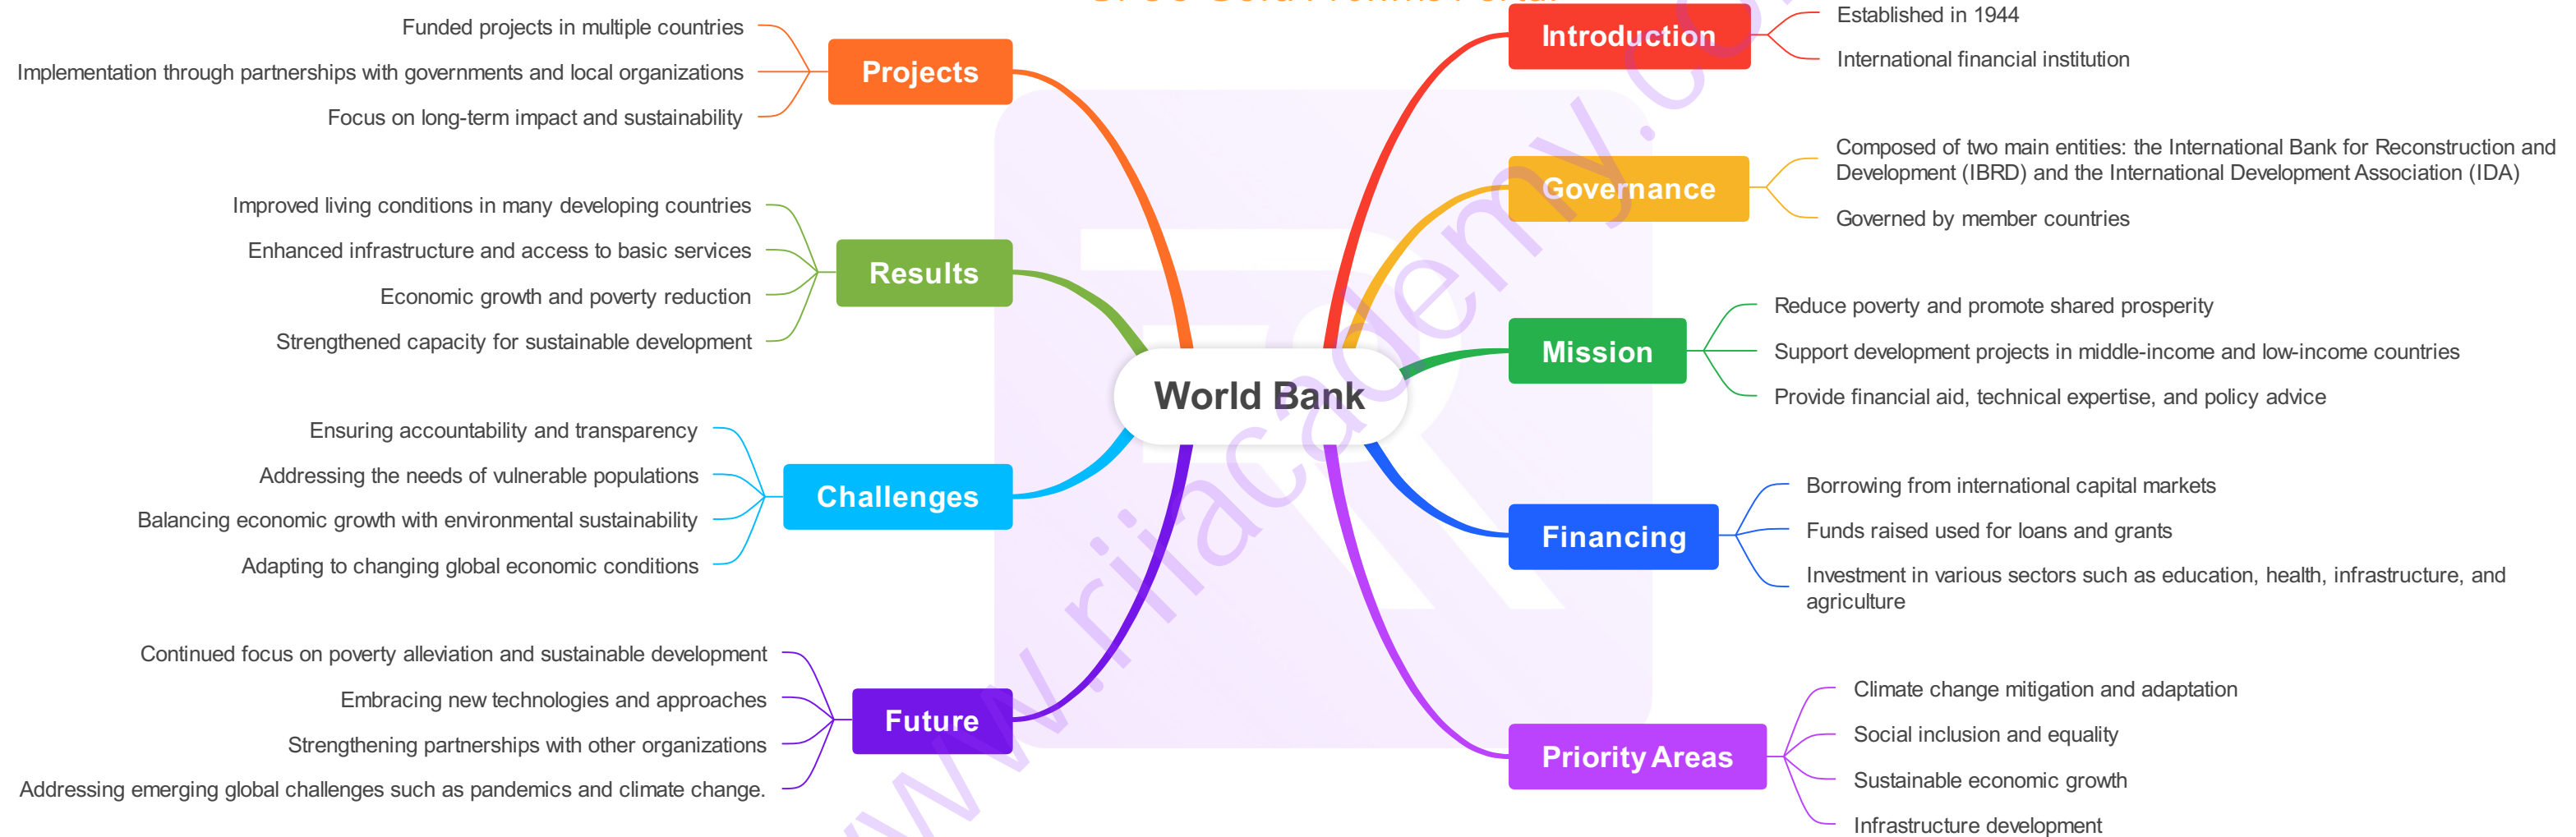 World Bank
Introduction
Established in 1944
International financial institution
Governance
Composed of two main entities: the International Bank for Reconstruction and
Development (IBRD) and the International Development Association (IDA)
Governed by member countries
Mission
Reduce poverty and promote shared prosperity
Support development projects in middle-income and low-income countries
Provide financial aid, technical expertise, and policy advice
Financing
Borrowing from international capital markets
Funds raised used for loans and grants
Investment in various sectors such as education, health, infrastructure, and
agriculture
Priority Areas
Climate change mitigation and adaptation
Social inclusion and equality
Sustainable economic growth
Infrastructure development
Projects
Funded projects in multiple countries
Implementation through partnerships with governments and local organizations
Focus on long-term impact and sustainability
Results
Improved living conditions in many developing countries
Enhanced infrastructure and access to basic services
Economic growth and poverty reduction
Strengthened capacity for sustainable development
Challenges
Ensuring accountability and transparency
Addressing the needs of vulnerable populations
Balancing economic growth with environmental sustainability
Adapting to changing global economic conditions
Future
Continued focus on poverty alleviation and sustainable development
Embracing new technologies and approaches
Strengthening partnerships with other organizations
Addressing emerging global challenges such as pandemics and climate change.